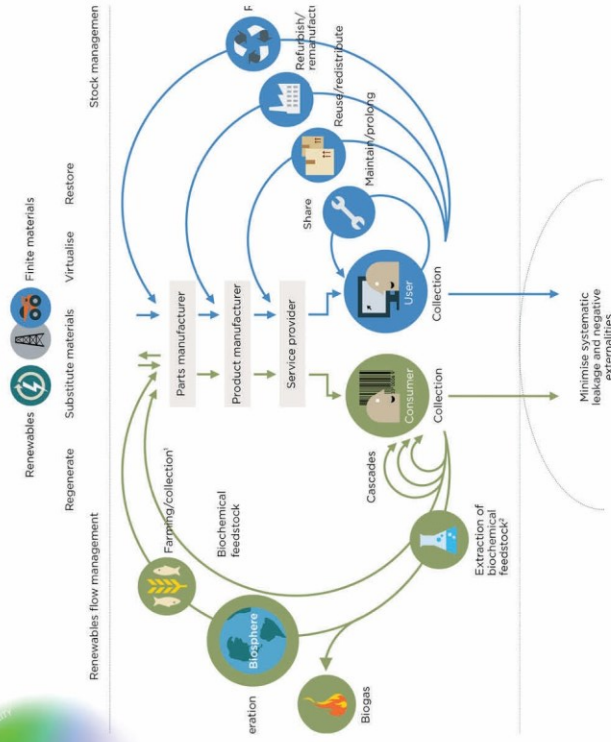 Renewables
Finite materials
Regenerate
Substitute materials
Virtualise
Restore
Renewables flow management
Stock management
Farming/collection¹
Biochemical
feedstock
Parts manufacturer
Product manufacturer
Service provider
Refurbish/
remanufact
Reuse/redistribute
Maintain/prolong
Share
Biosphere
eration
Biogas
Cascades
Consumer
User
Collection
Collection
Extraction of
biochemical
feedstock²
Minimise systematic
leakage and negative
externalities